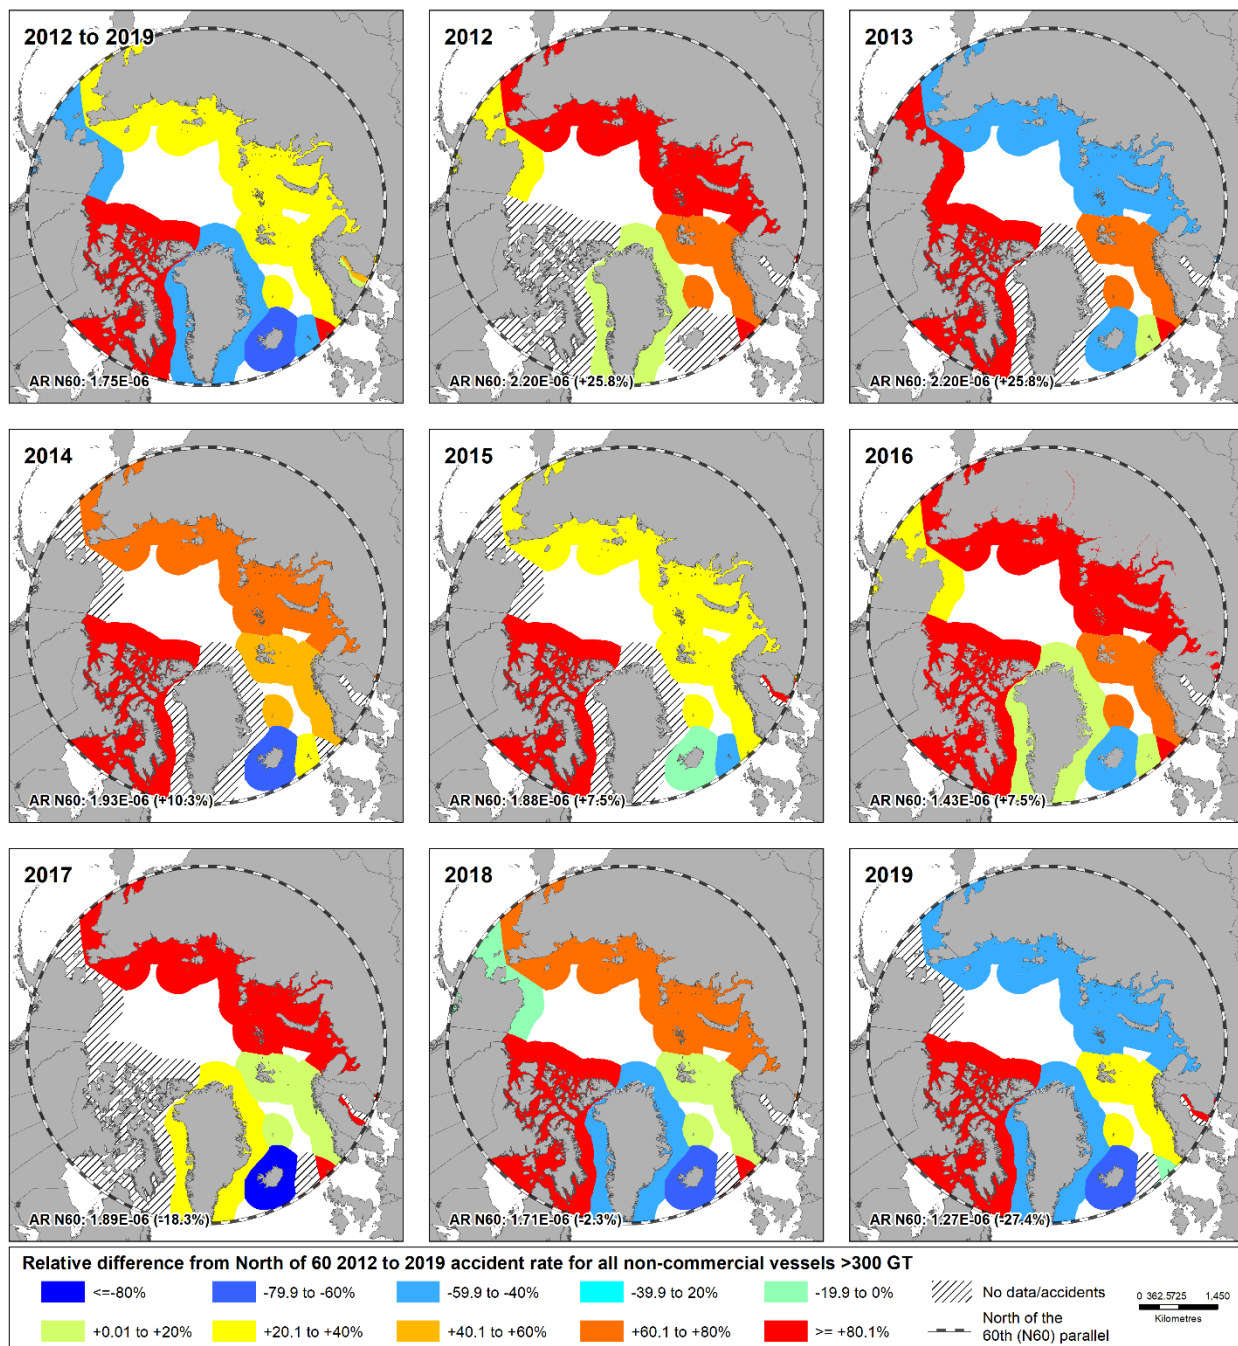 2012 to 2019
AR N60: 1.75E-06
2012
AR N60: 2.20E-06 (+25.8%)
2013
AR N60: 2.20E-06 (+25.8%)
2014
AR N60: 1.93E-06 (+10.3%)
2015
AR N60: 1.88E-06 (+7.5%)
2016
AR N60: 1.43E-06 (+7.5%)
2017
AR N60: 1.89E-06 (-18.3%)
2018
AR N60: 1.71E-06 (-2.3%)
2019
AR N60: 1.27E-06 (-27.4%)
Relative difference from North of 60 2012 to 2019 accident rate for all non-commercial vessels >300 GT
<=-80%
-79.9 to -60%
-59.9 to -40%
-39.9 to 20%
-19.9 to 0%
No data/accidents
0 362.5725 1,450
Kilometres
+0.01 to +20%
+20.1 to +40%
+40.1 to +60%
+60.1 to +80%
>= +80.1%
North of the
60th (N60) parallel